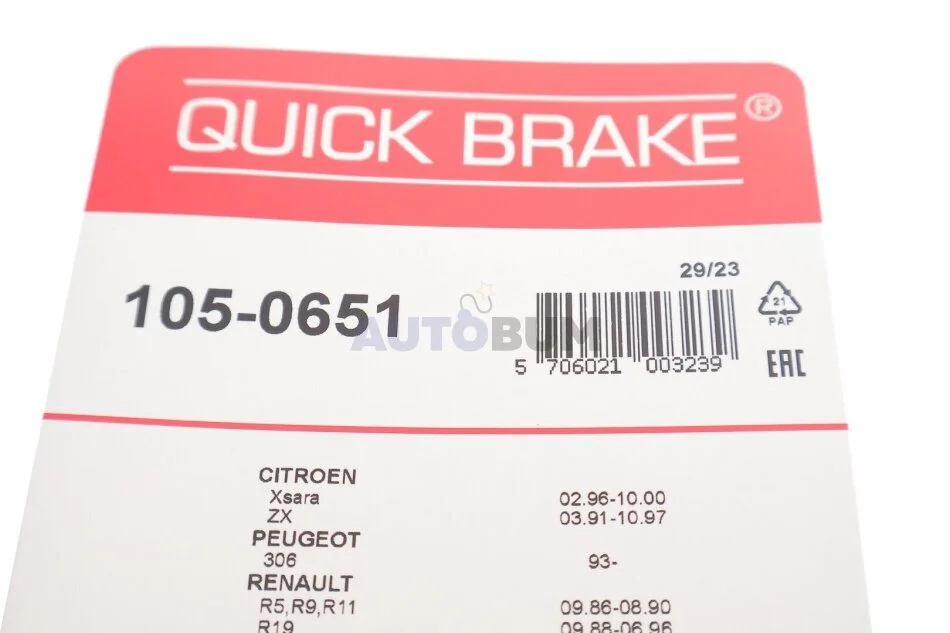 QUICK BRAKE®
29/23
105-0651
21
PAP
AUTOBUM
5 706021 003239
EAC
CITROEN
Xsara 02.96-10.00
ZX 03.91-10.97
PEUGEOT
306 93-
RENAULT
R5,R9,R11 09.86-08.90
R19 09.88-06.96